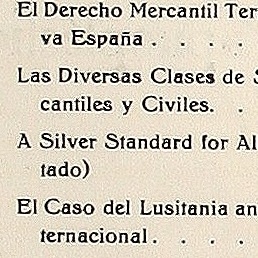 El Derecho Mercantil Ter
va España . . . .
Las Diversas Clases de
cantiles y Civiles. .
A Silver Standard for Al
tado)
El Caso del Lusitania an
ternacional . . . .